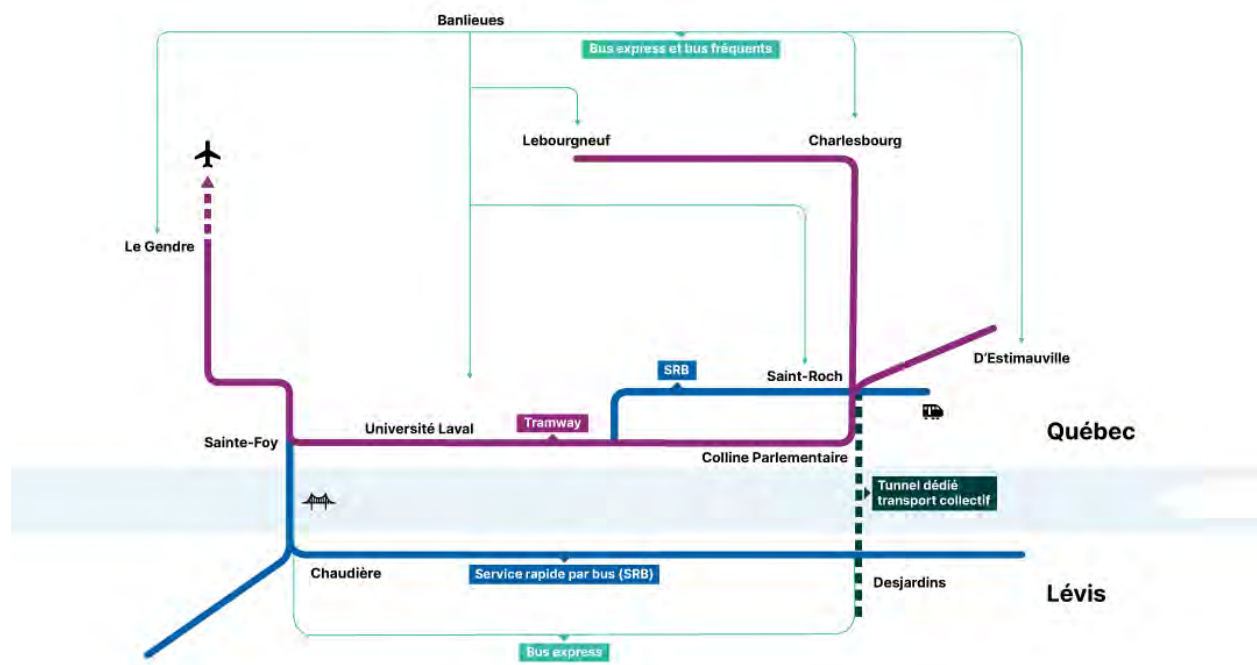 Banlieues
Bus express et bus fréquents
Lebourgneuf
Charlesbourg
Le Gendre
D'Estimauville
SRB
Saint-Roch
Tramway
Université Laval
Sainte-Foy
Colline Parlementaire
Québec
Tunnel dédié
transport collectif
Chaudière
Service rapide par bus (SRB)
Desjardins
Lévis
Bus express